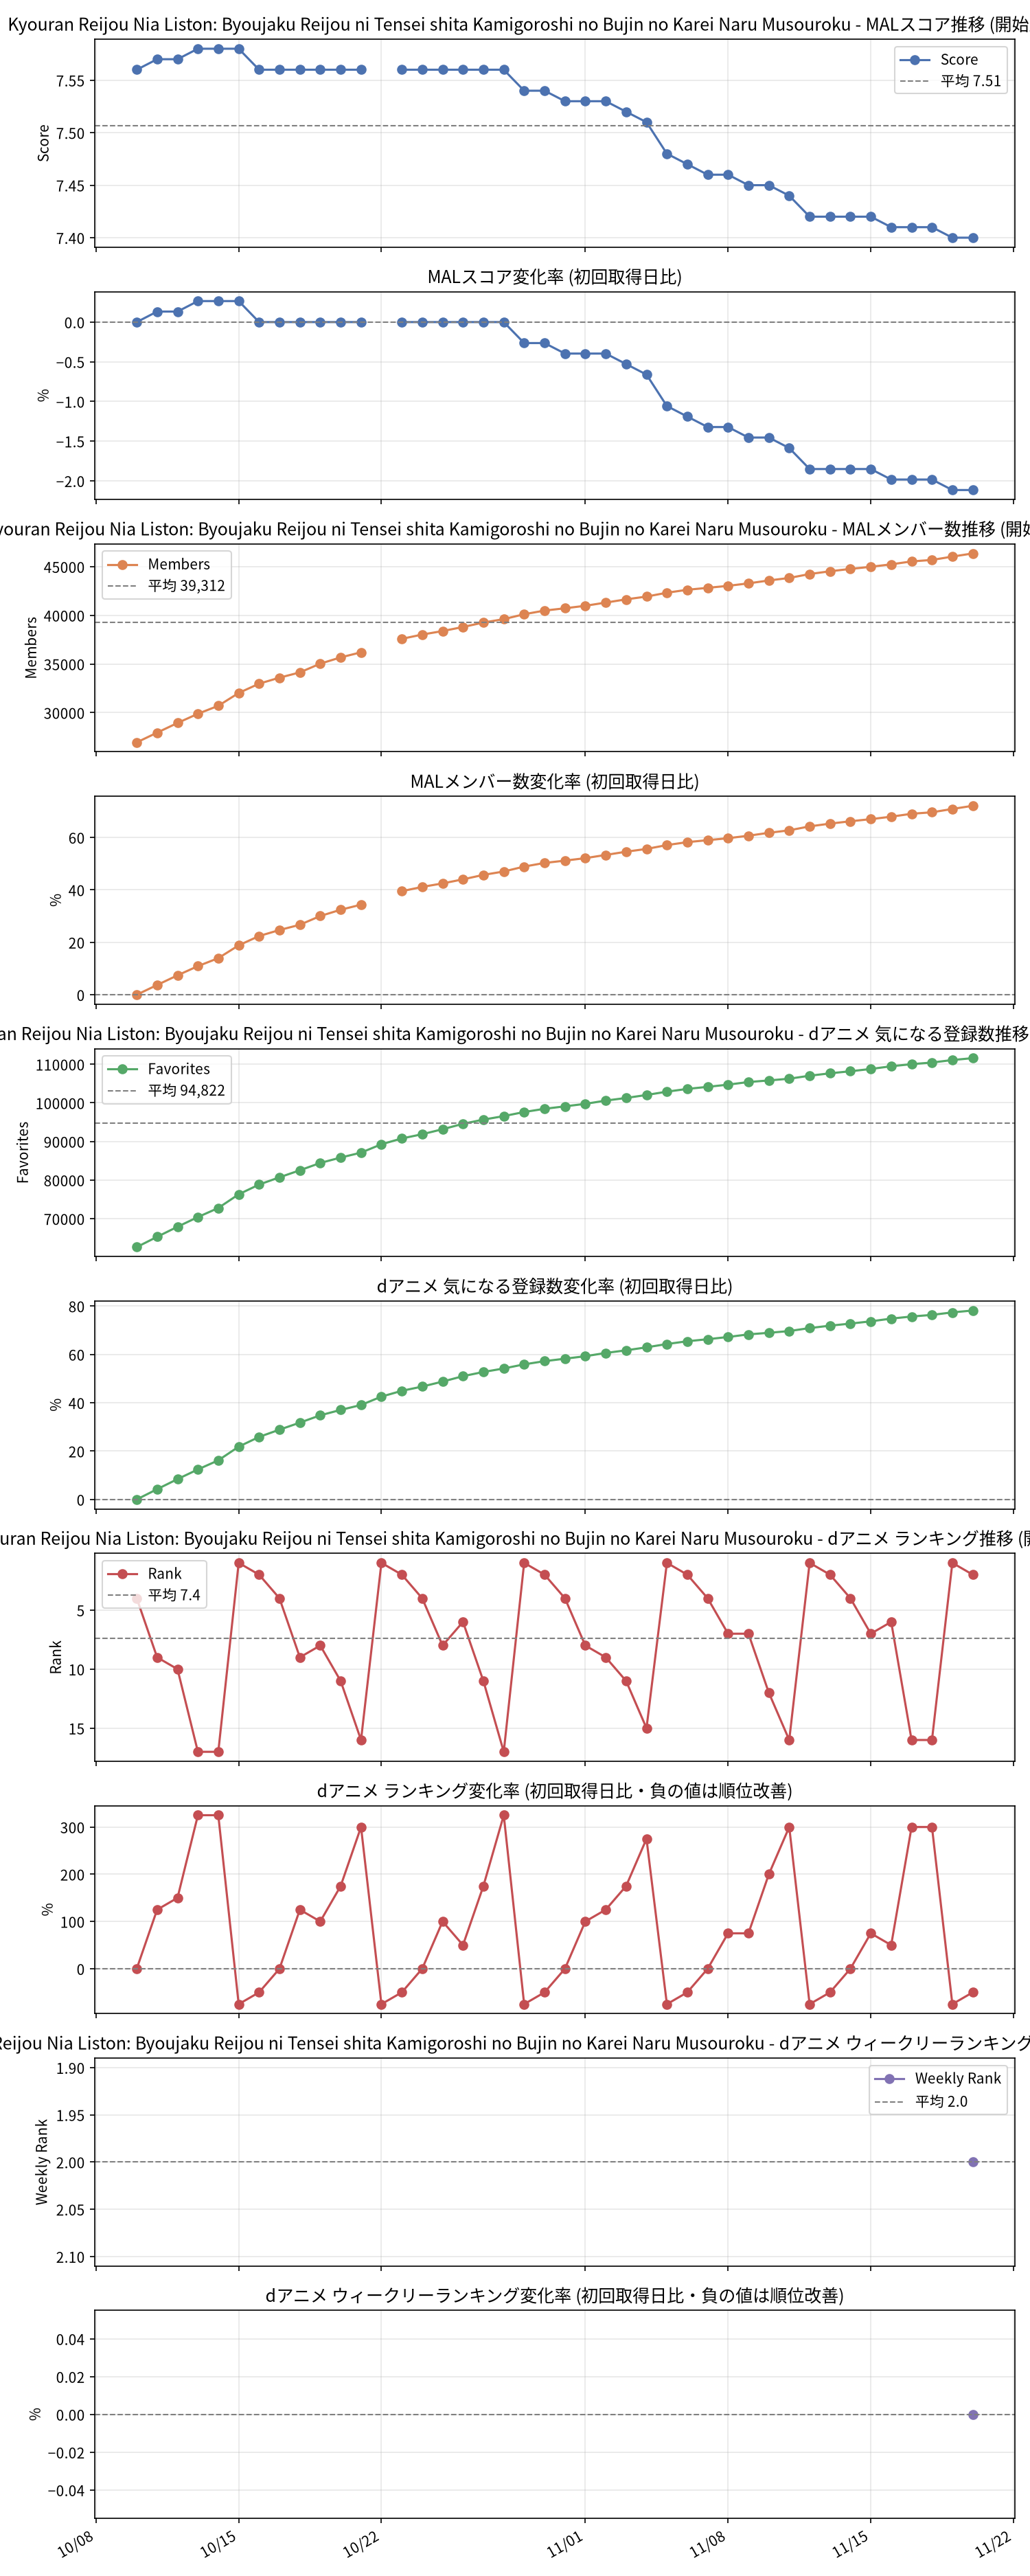 Kyouran Reijou Nia Liston: Byoujaku Reijou ni Tensei shita Kamigoroshi no Bujin no Karei Naru Musouroku - MALスコア推移 (開始
7.55
7.50
7.45
7.40
Score
Score
平均 7.51
MALスコア変化率 (初回取得日比)
0.0
−0.5
−1.0
−1.5
−2.0
%
youran Reijou Nia Liston: Byoujaku Reijou ni Tensei shita Kamigoroshi no Bujin no Karei Naru Musouroku - MALメンバー数推移 (開始
45000
40000
35000
30000
Members
Members
平均 39,312
MALメンバー数変化率 (初回取得日比)
60
40
20
0
%
an Reijou Nia Liston: Byoujaku Reijou ni Tensei shita Kamigoroshi no Bujin no Karei Naru Musouroku - dアニメ 気になる登録数推移
110000
100000
90000
80000
70000
Favorites
Favorites
平均 94,822
dアニメ 気になる登録数変化率 (初回取得日比)
80
60
40
20
0
%
uran Reijou Nia Liston: Byoujaku Reijou ni Tensei shita Kamigoroshi no Bujin no Karei Naru Musouroku - dアニメ ランキング推移 (開
5
10
15
Rank
Rank
平均 7.4
dアニメ ランキング変化率 (初回取得日比・負の値は順位改善)
300
200
100
0
%
Reijou Nia Liston: Byoujaku Reijou ni Tensei shita Kamigoroshi no Bujin no Karei Naru Musouroku - dアニメ ウィークリーランキング
1.90
1.95
2.00
2.05
2.10
Weekly Rank
Weekly Rank
平均 2.0
dアニメ ウィークリーランキング変化率 (初回取得日比・負の値は順位改善)
0.04
0.02
0.00
−0.02
−0.04
%
10/08
10/15
10/22
11/01
11/08
11/15
11/22